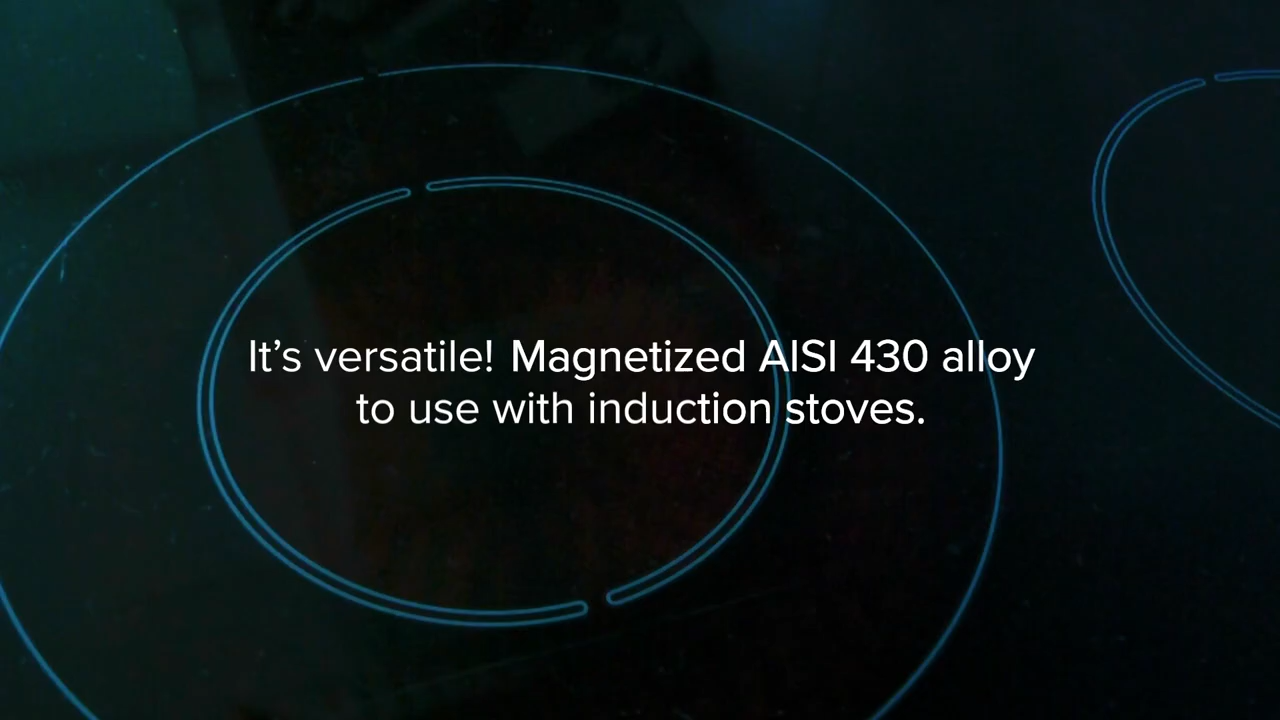 It’s versatile! Magnetized AISI 430 alloy
to use with induction stoves.